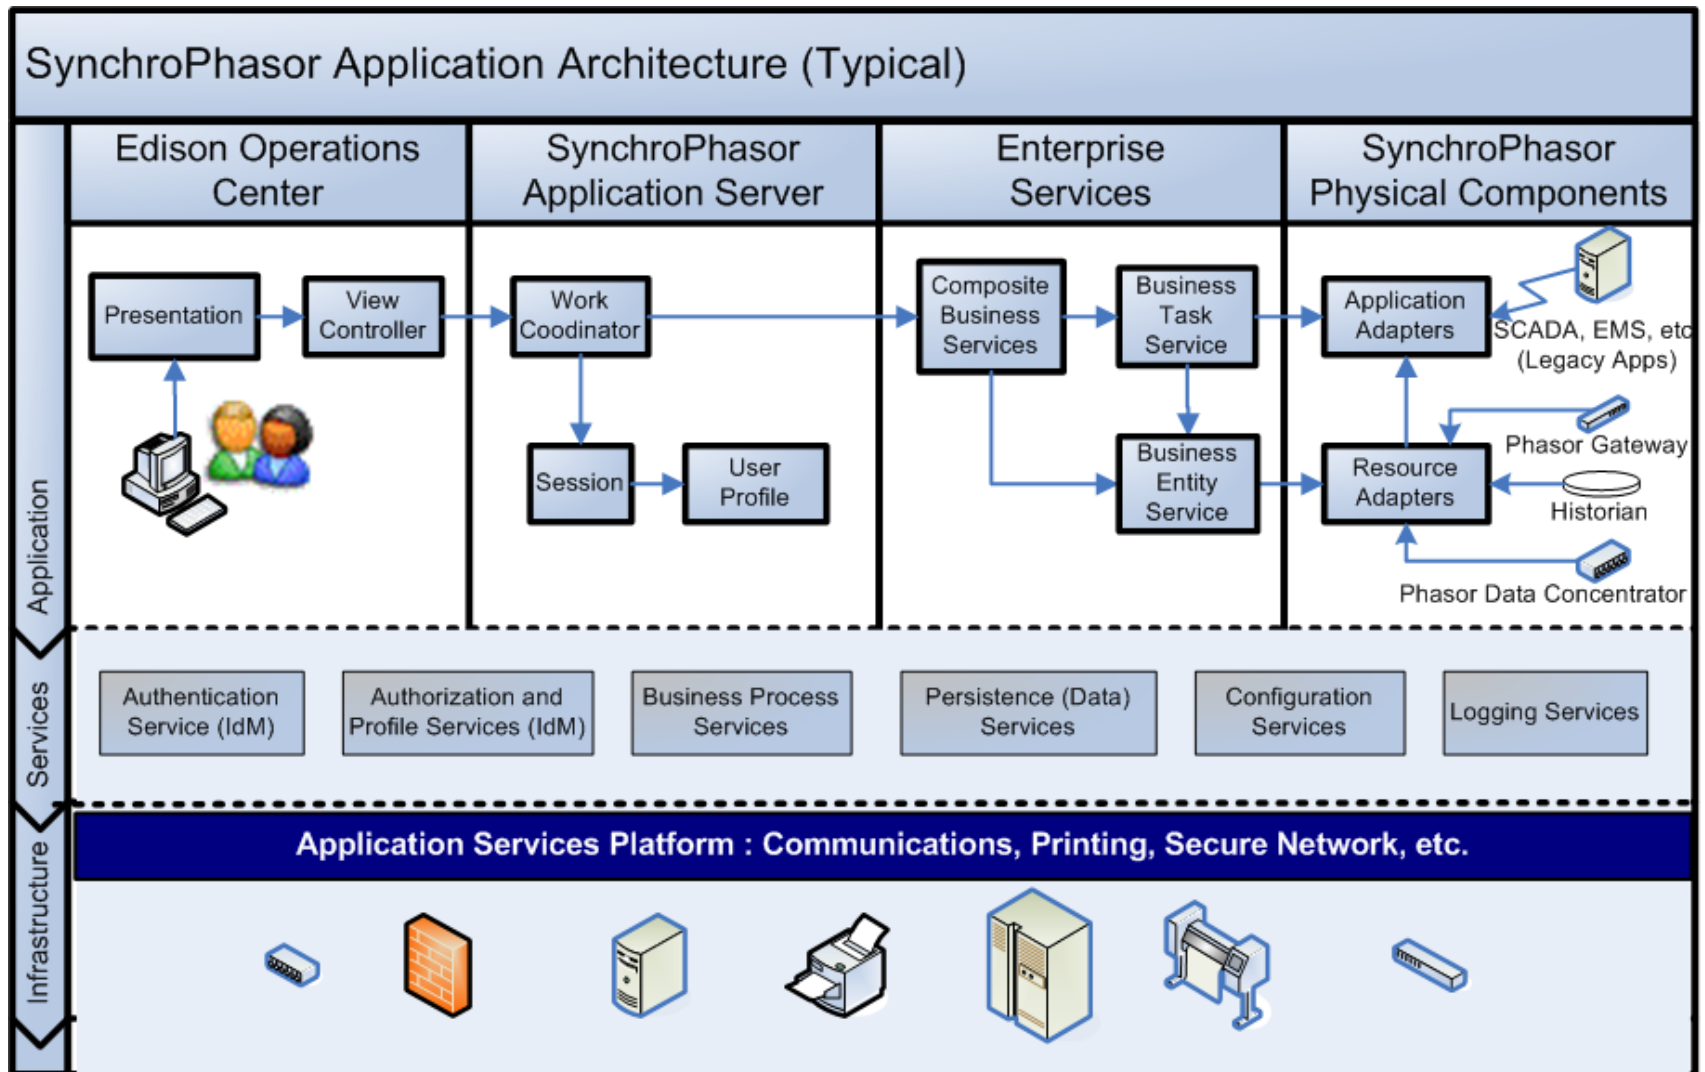 SynchroPhasor Application Architecture (Typical)
Edison Operations
Center
SynchroPhasor
Application Server
Enterprise
Services
SynchroPhasor
Physical Components
Application
Presentation
View
Controller
Work
Coodinator
Session
User
Profile
Composite
Business
Services
Business
Task
Service
Business
Entity
Service
Application
Adapters
SCADA, EMS, etc
(Legacy Apps)
Phasor Gateway
Resource
Adapters
Historian
Phasor Data Concentrator
Services
Authentication
Service (IdM)
Authorization and
Profile Services (IdM)
Business Process
Services
Persistence (Data)
Services
Configuration
Services
Logging Services
Infrastructure
Application Services Platform : Communications, Printing, Secure Network, etc.